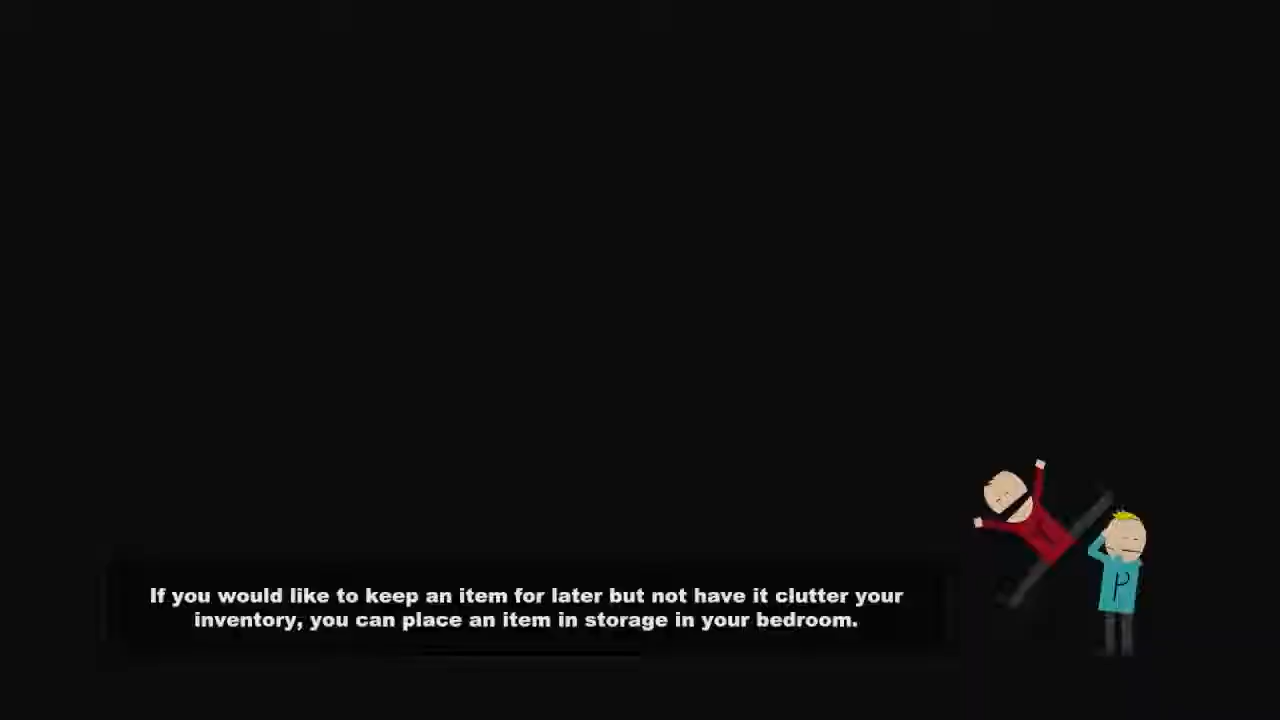 If you would like to keep an item for later but not have it clutter your
inventory, you can place an item in storage in your bedroom.
P